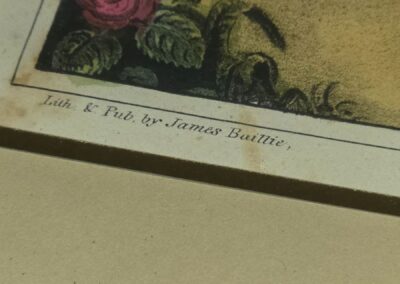 Lith. & Pub. by James Baillie,